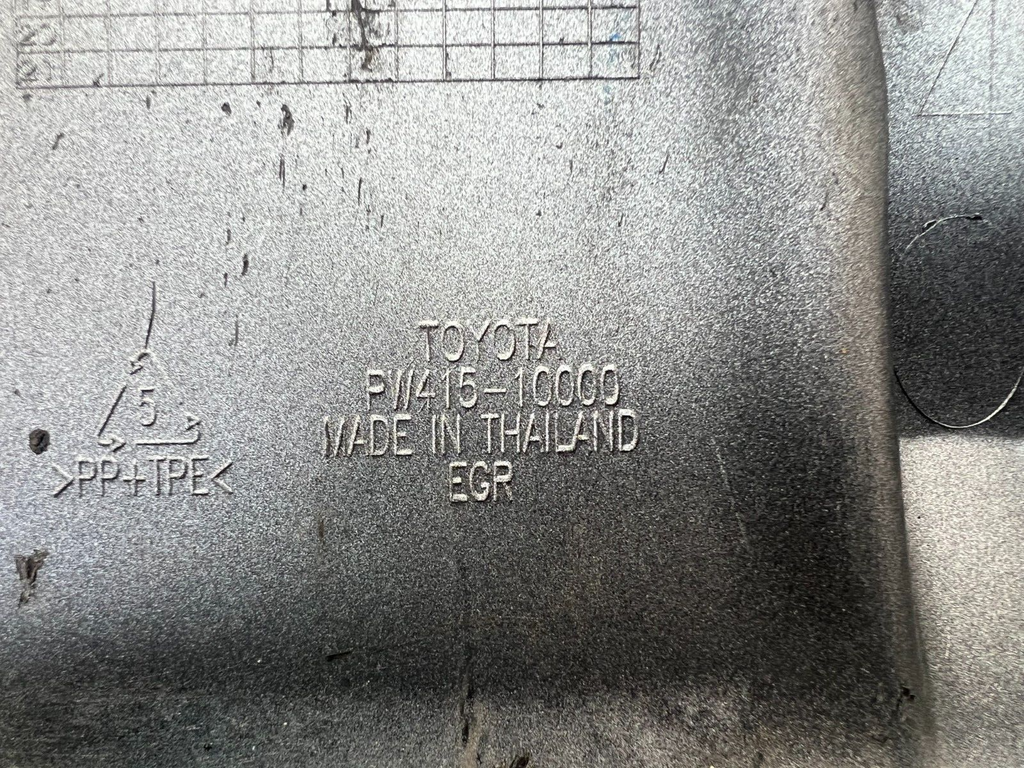 TOYOTA
PW415-10000
MADE IN THAILAND
EGR
5
>PP+TPE<